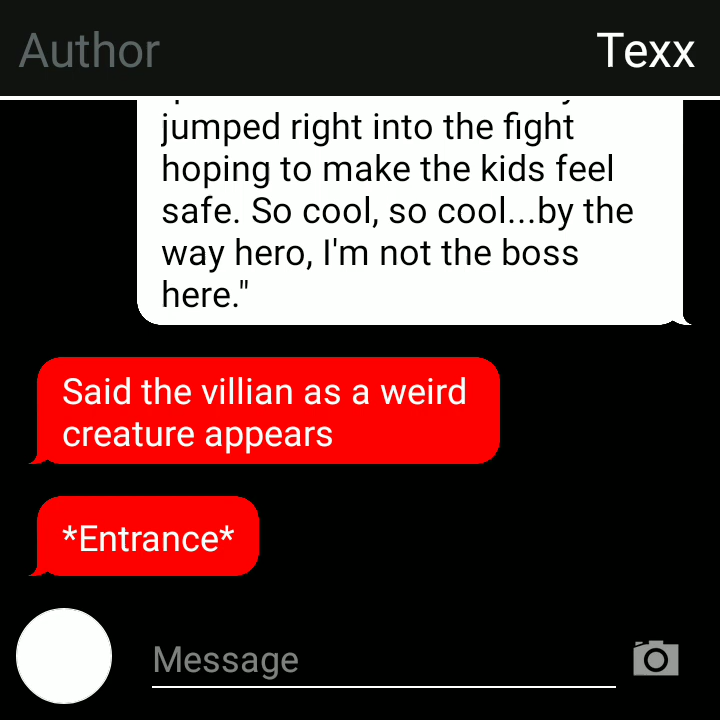 Author
Texx
jumped right into the fight
hoping to make the kids feel
safe. So cool, so cool...by the
way hero, I'm not the boss
here."
Said the villian as a weird
creature appears
*Entrance*
Message